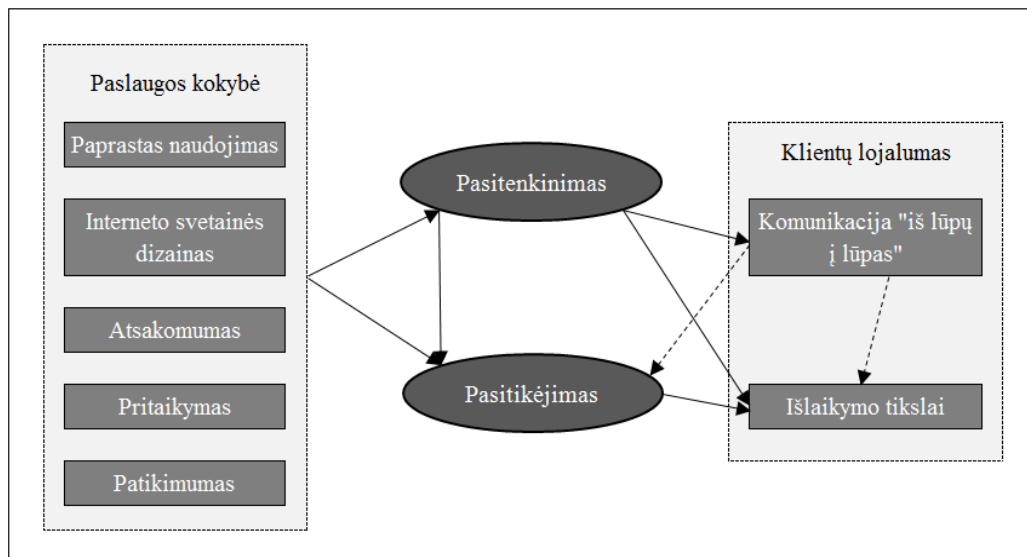 Paslaugos kokybė
Paprastas naudojimas
Interneto svetainės
dizainas
Atsakomumas
Pritaikymas
Patikimumas
Pasitenkinimas
Pasitikėjimas
Klientų lojalumas
Komunikacija "iš lūpų
į lūpas"
Išlaikymo tikslai